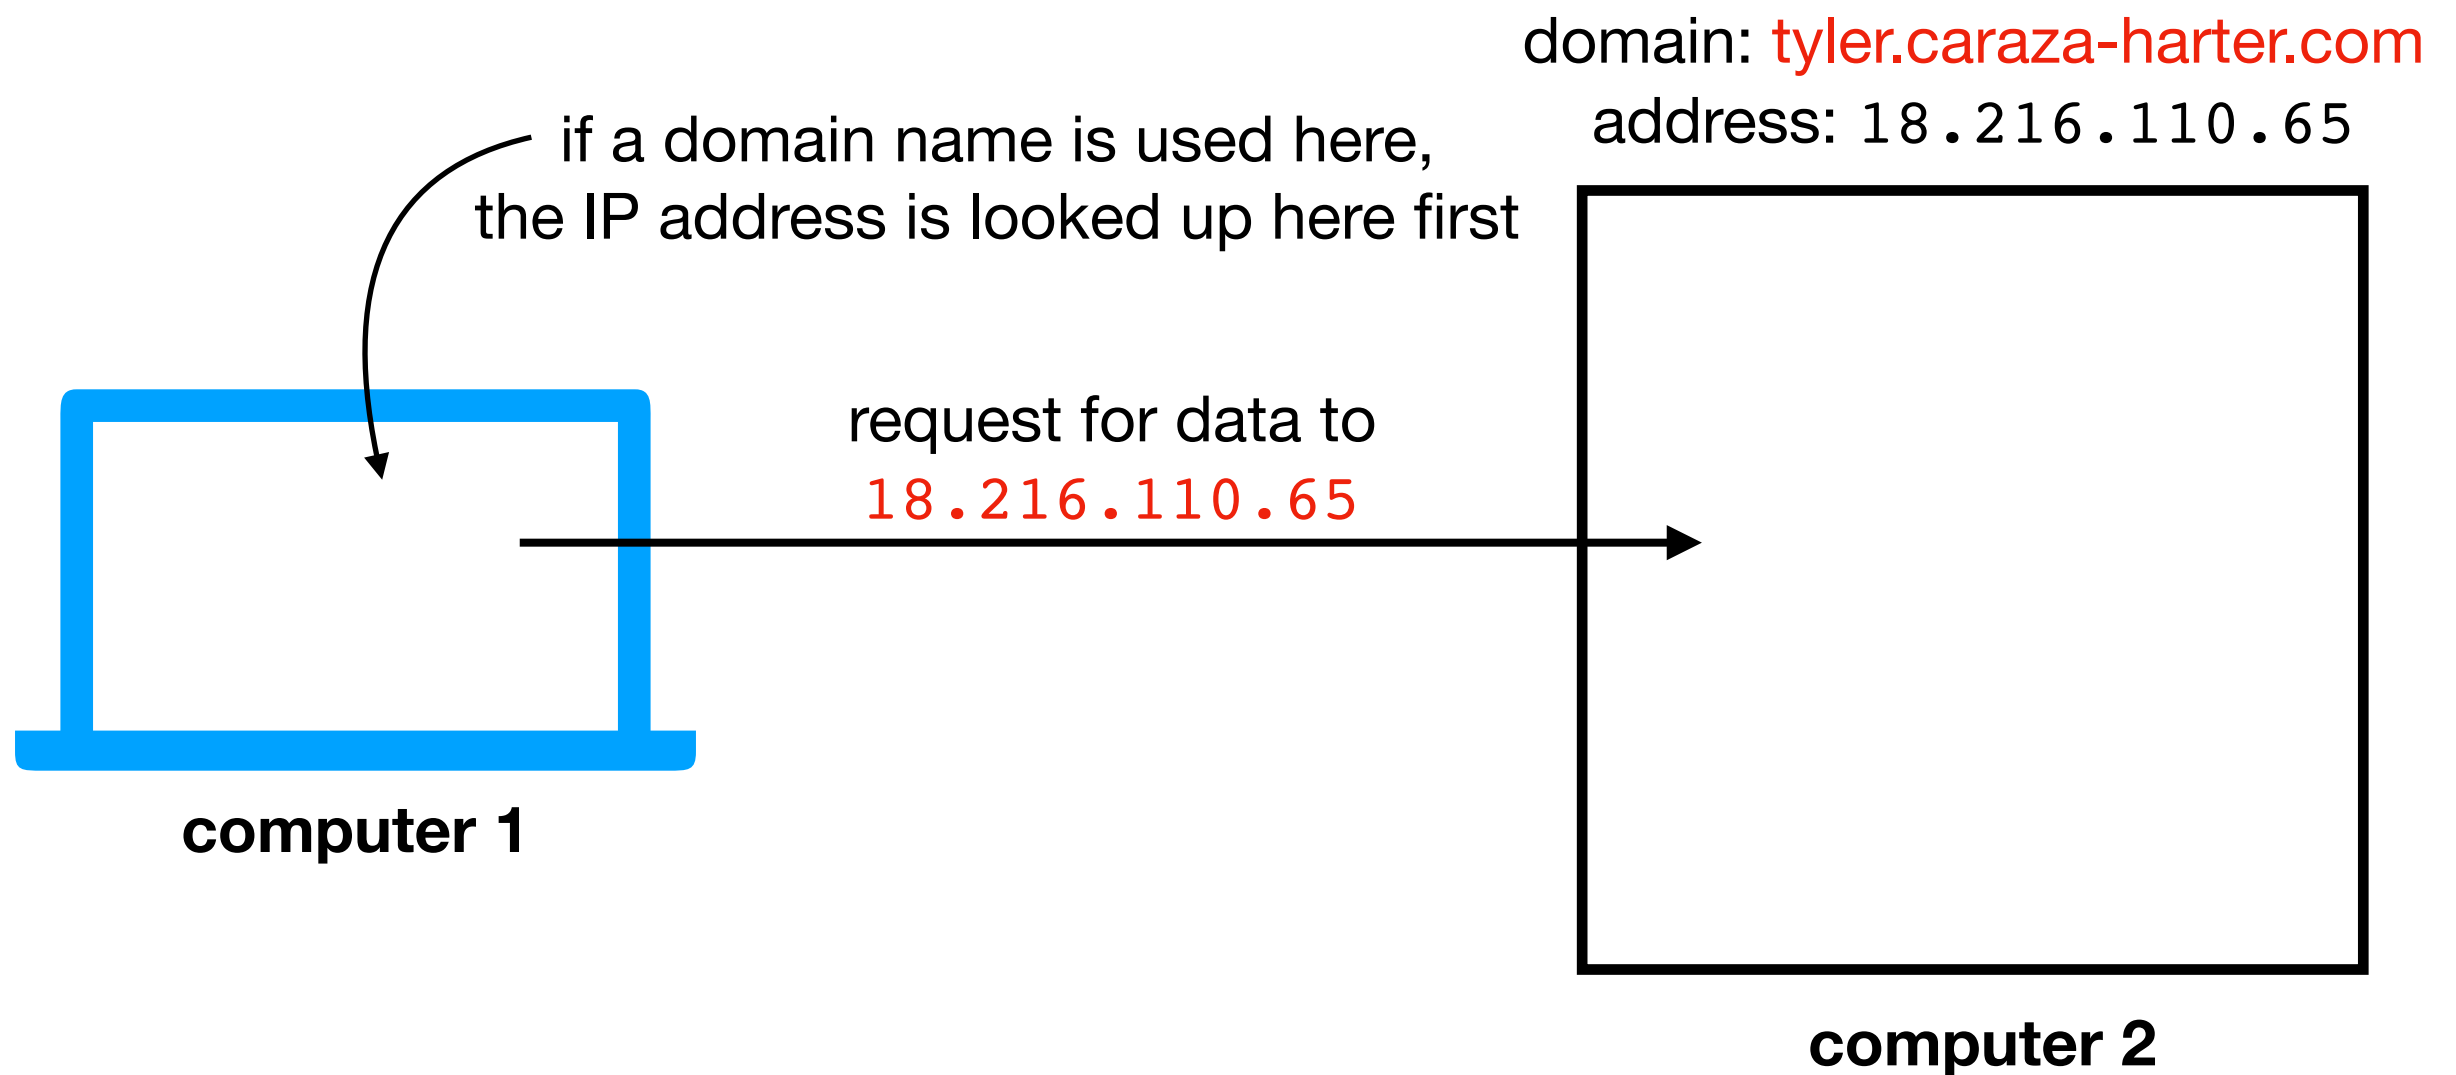 domain: tyler.caraza-harter.com
address: 18.216.110.65
if a domain name is used here,
the IP address is looked up here first
request for data to
18.216.110.65
computer 1
computer 2